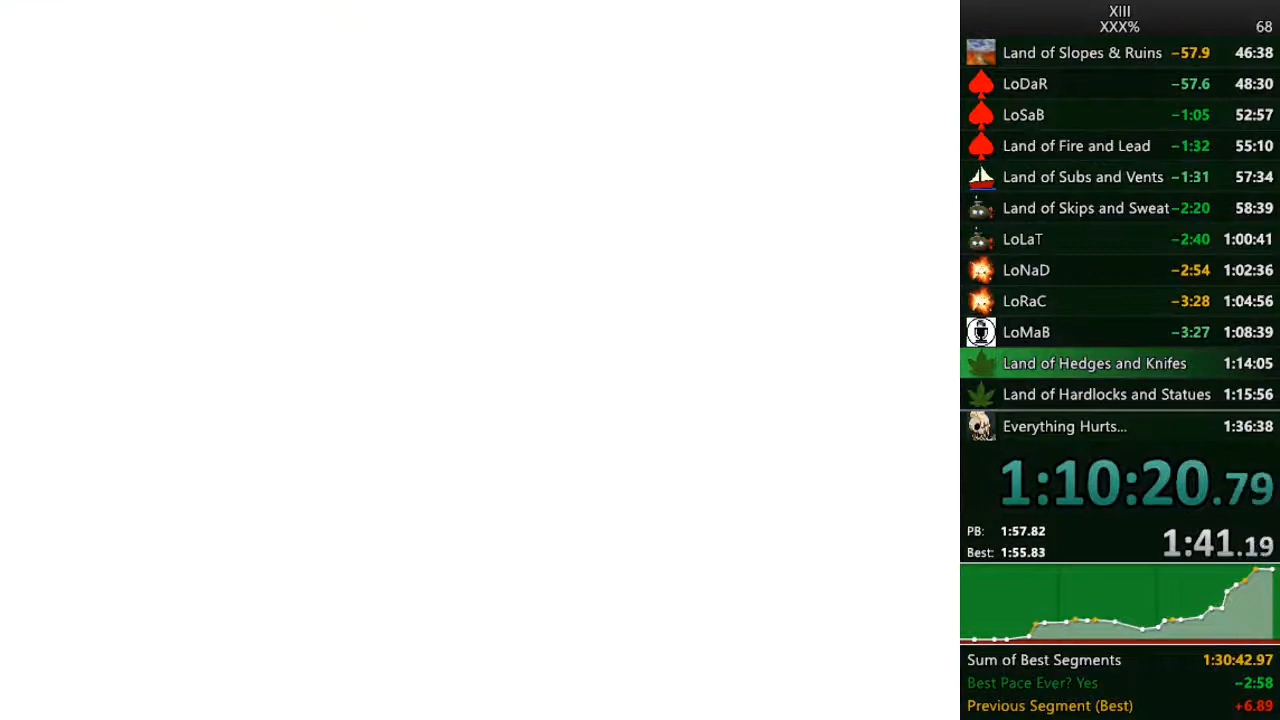 XIII
XXX% 68
Land of Slopes & Ruins -57.9 46:38
LoDaR -57.6 48:30
LoSaB -1:05 52:57
Land of Fire and Lead -1:32 55:10
Land of Subs and Vents -1:31 57:34
Land of Skips and Sweat -2:20 58:39
LoLaT -2:40 1:00:41
LoNaD -2:54 1:02:36
LoRaC -3:28 1:04:56
LoMaB -3:27 1:08:39
Land of Hedges and Knifes 1:14:05
Land of Hardlocks and Statues 1:15:56
Everything Hurts... 1:36:38
1:10:20.79
PB: 1:57.82
Best: 1:55.83
1:41.19
Sum of Best Segments 1:30:42.97
Best Pace Ever? Yes -2:58
Previous Segment (Best) +6.89